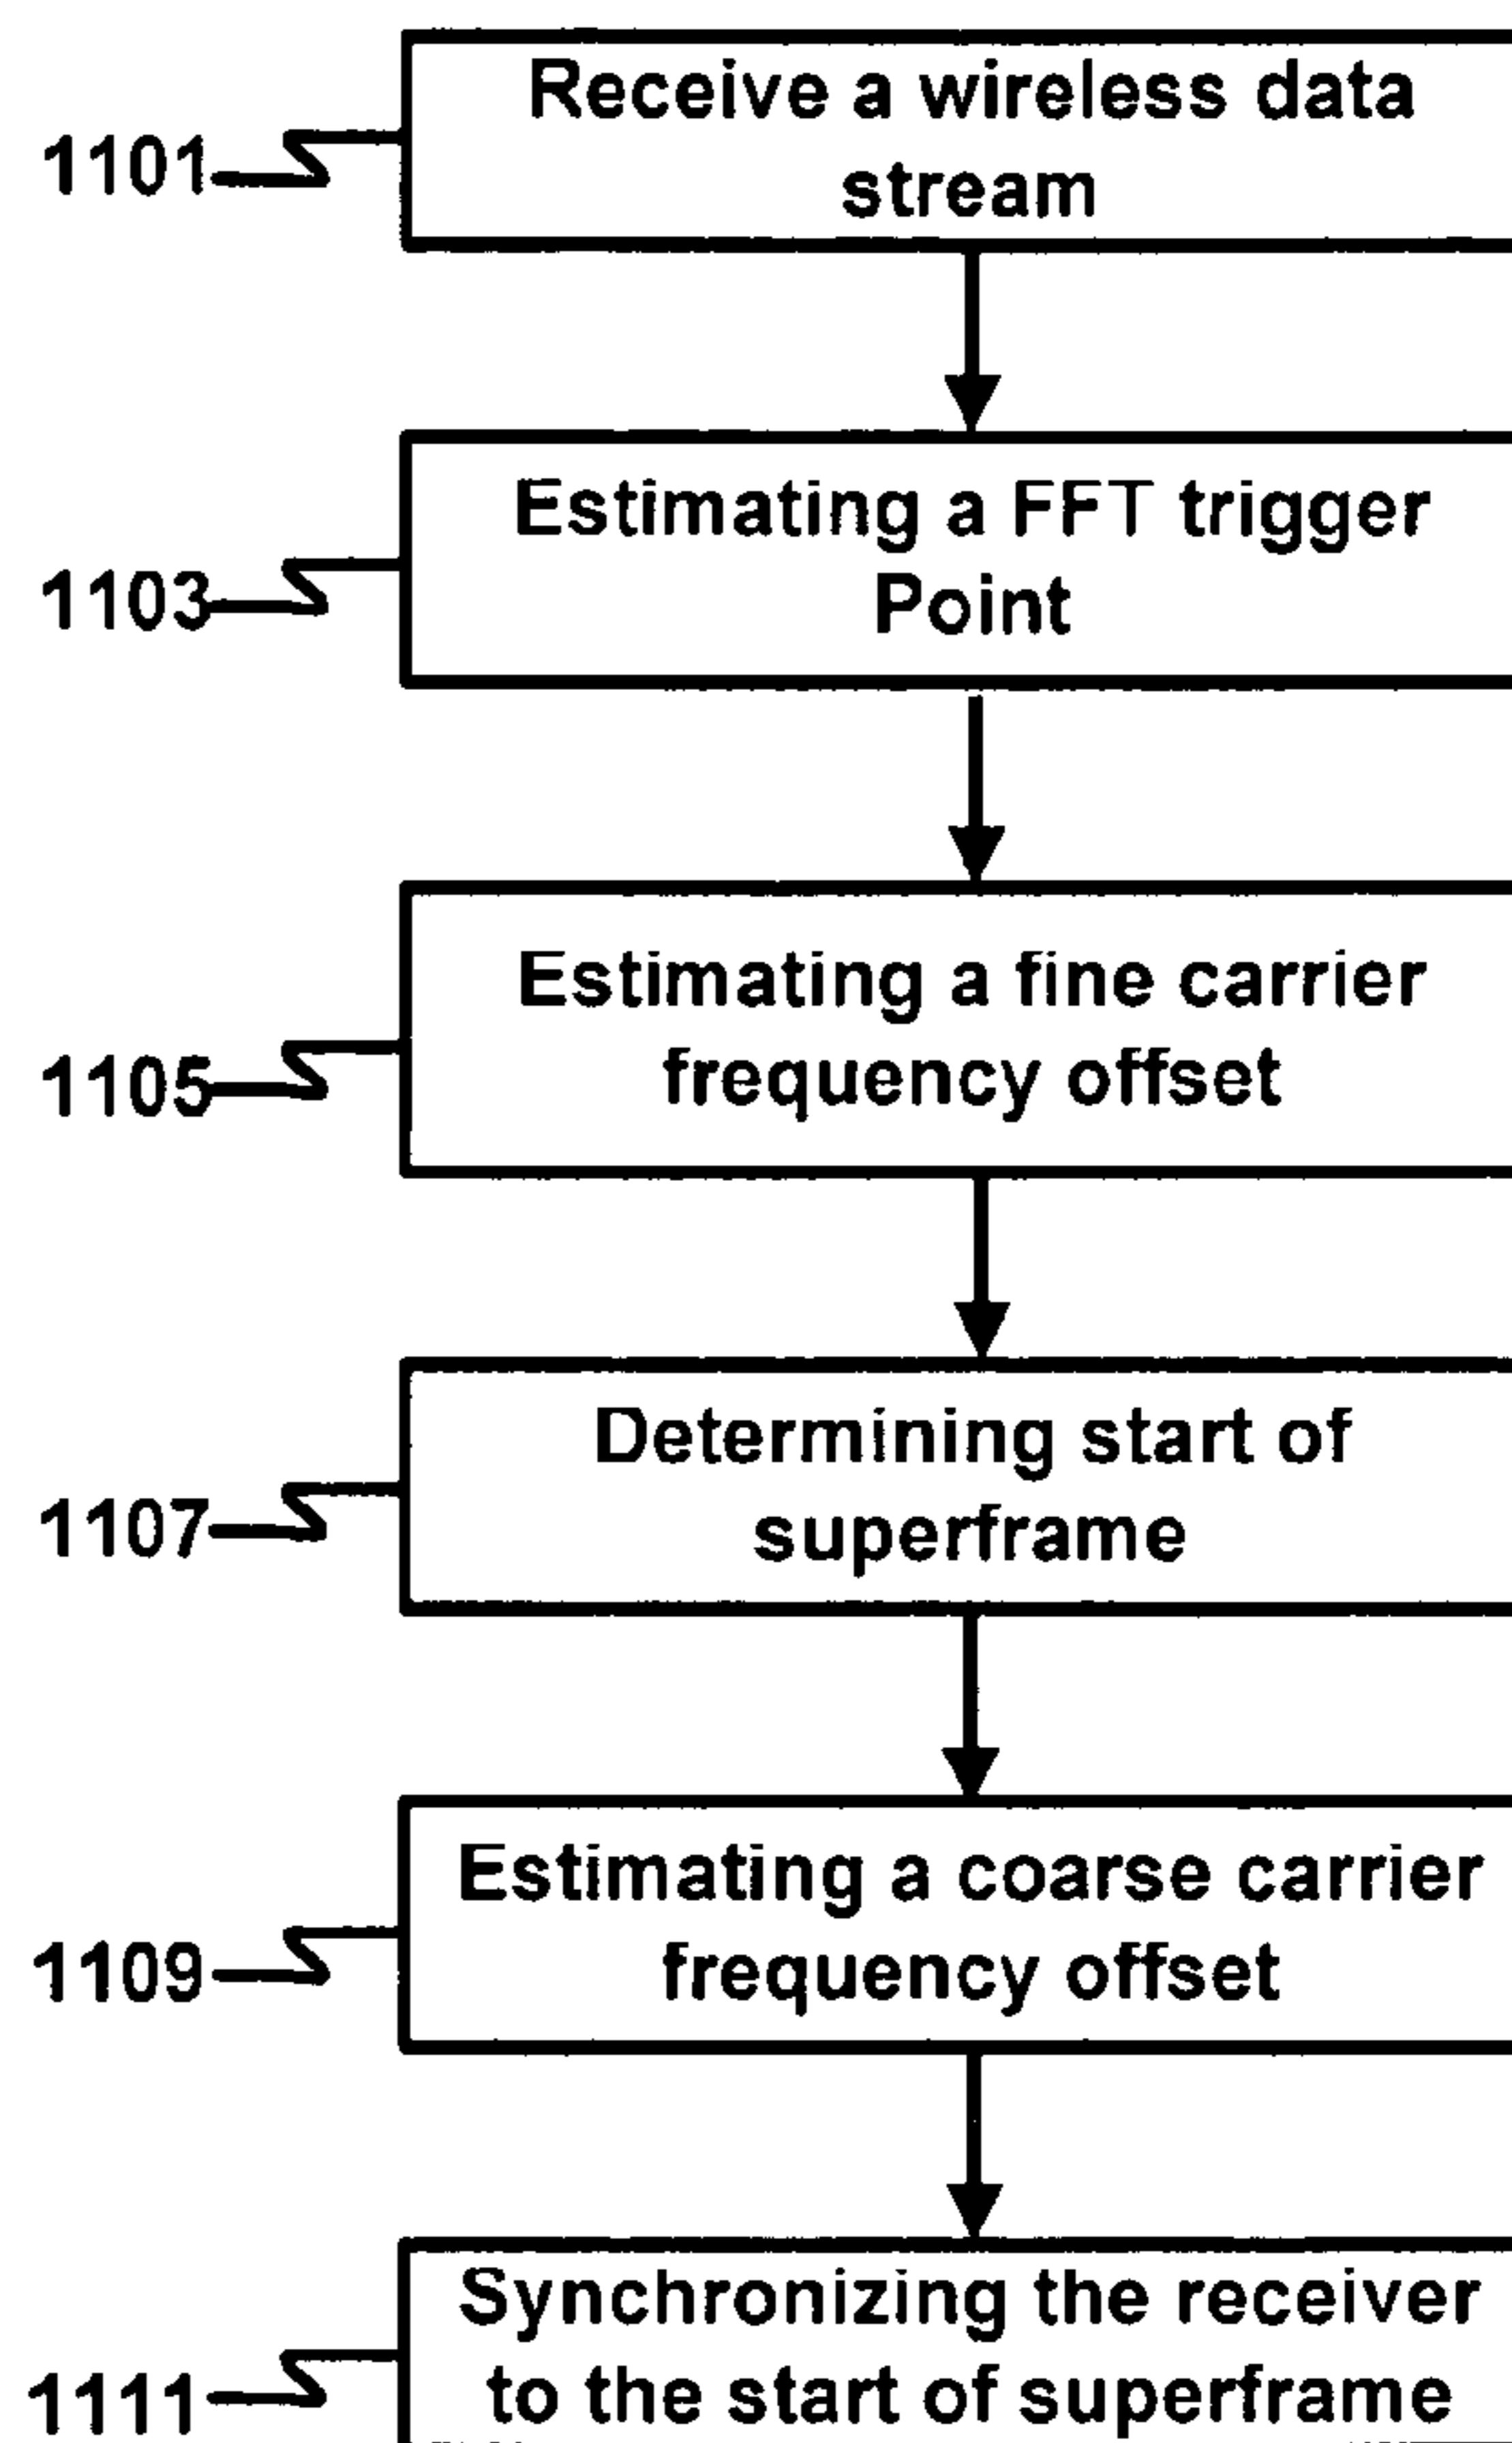 Receive a wireless data
stream
1101
Estimating a FFT trigger
Point
1103
Estimating a fine carrier
frequency offset
1105
Determining start of
superframe
1107
Estimating a coarse carrier
frequency offset
1109
Synchronizing the receiver
to the start of superframe
1111